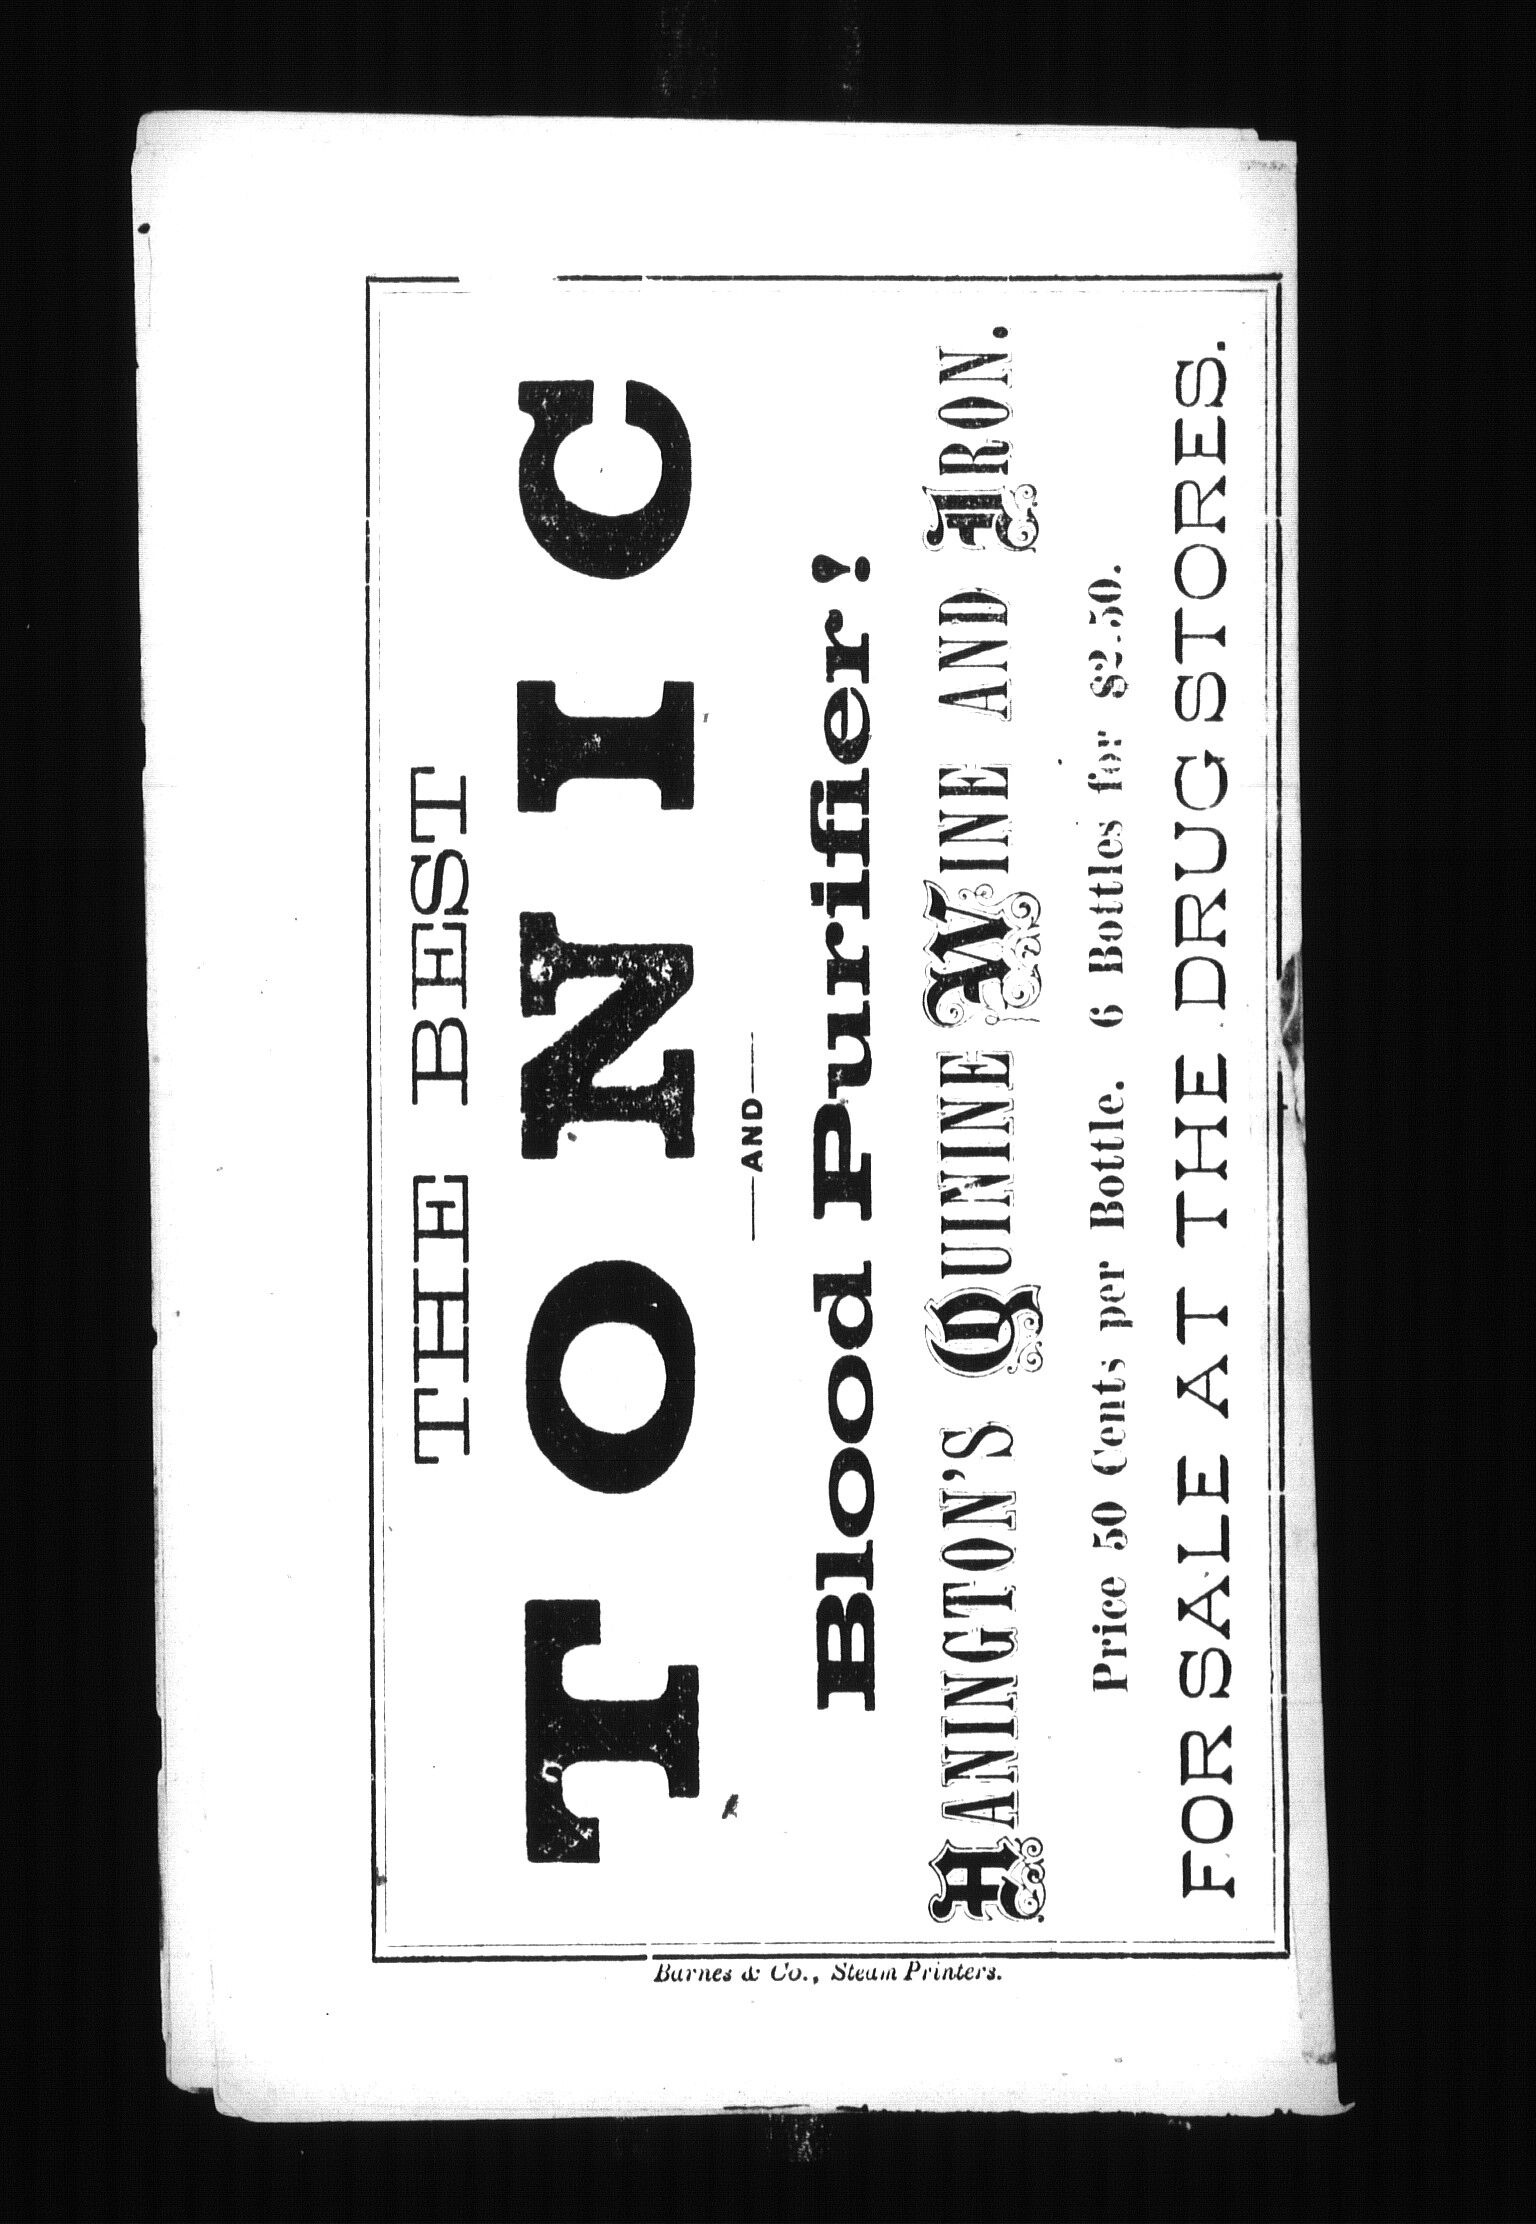 THE BEST
TONIC
AND
Blood Purifier!
HANINGTON'S QUININE WINE AND IRON.
Price 50 Cents per Bottle. 6 Bottles for $2.50.
FOR SALE AT THE DRUG STORES.
Barnes & Co., Steam Printers.